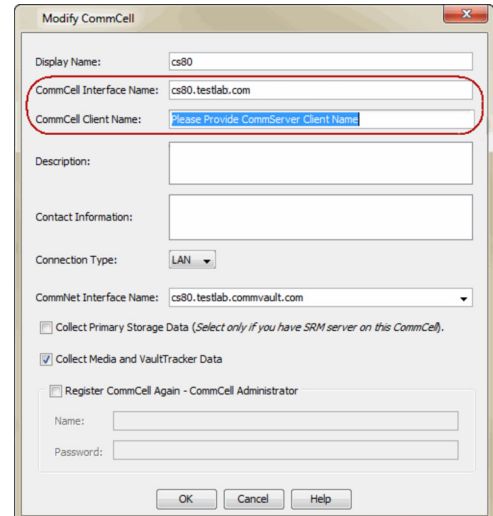 Modify CommCell
Display Name: cs80
CommCell Interface Name: cs80.testlab.com
CommCell Client Name: Please Provide CommServer Client Name
Description:
Contact Information:
Connection Type: LAN
CommNet Interface Name: cs80.testlab.commvault.com
Collect Primary Storage Data (Select only if you have SRM server on this CommCell).
Collect Media and VaultTracker Data
Register CommCell Again - CommCell Administrator
Name:
Password:
OK Cancel Help